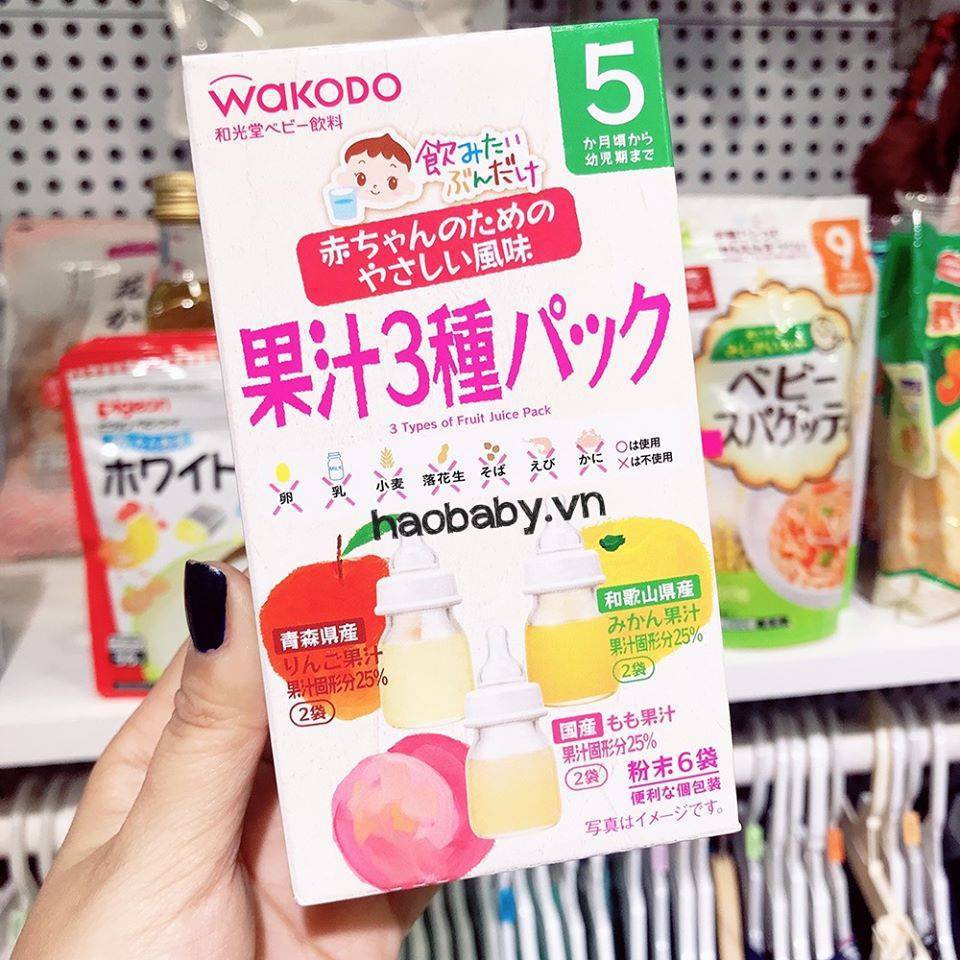 WAKODO
和光堂ベビー飲料
5
か月頃から
幼児期まで
飲みたい
ぶんだけ
赤ちゃんのための
やさしい風味
果汁3種パック
3 Types of Fruit Juice Pack
卵
乳
小麦
落花生
そば
えび
かに
○は使用
×は不使用
MILK
haobaby.vn
青森県産
りんご果汁
果汁固形分25%
2袋
和歌山県産
みかん果汁
果汁固形分25%
2袋
国産 もも果汁
果汁固形分25%
2袋
粉末6袋
便利な個包装
写真はイメージです。
Pigeon
ホワイト
9
ベビー
スパゲッティ